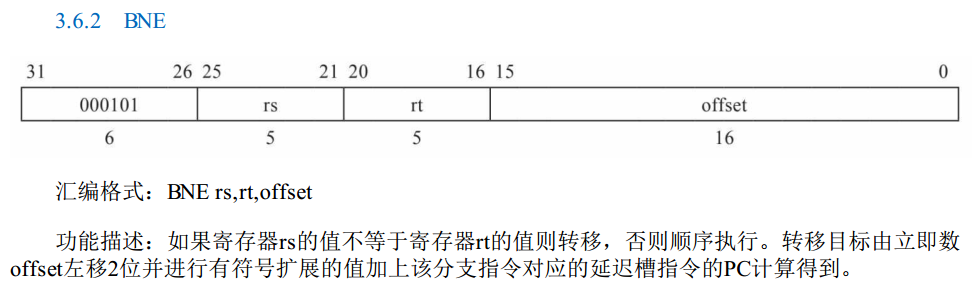 3.6.2 BNE
31 26 25 21 20 16 15 0
000101 rs rt offset
6 5 5 16
汇编格式：BNE rs,rt,offset
功能描述：如果寄存器rs的值不等于寄存器rt的值则转移，否则顺序执行。转移目标由立即数
offset左移2位并进行有符号扩展的值加上该分支指令对应的延迟槽指令的PC计算得到。